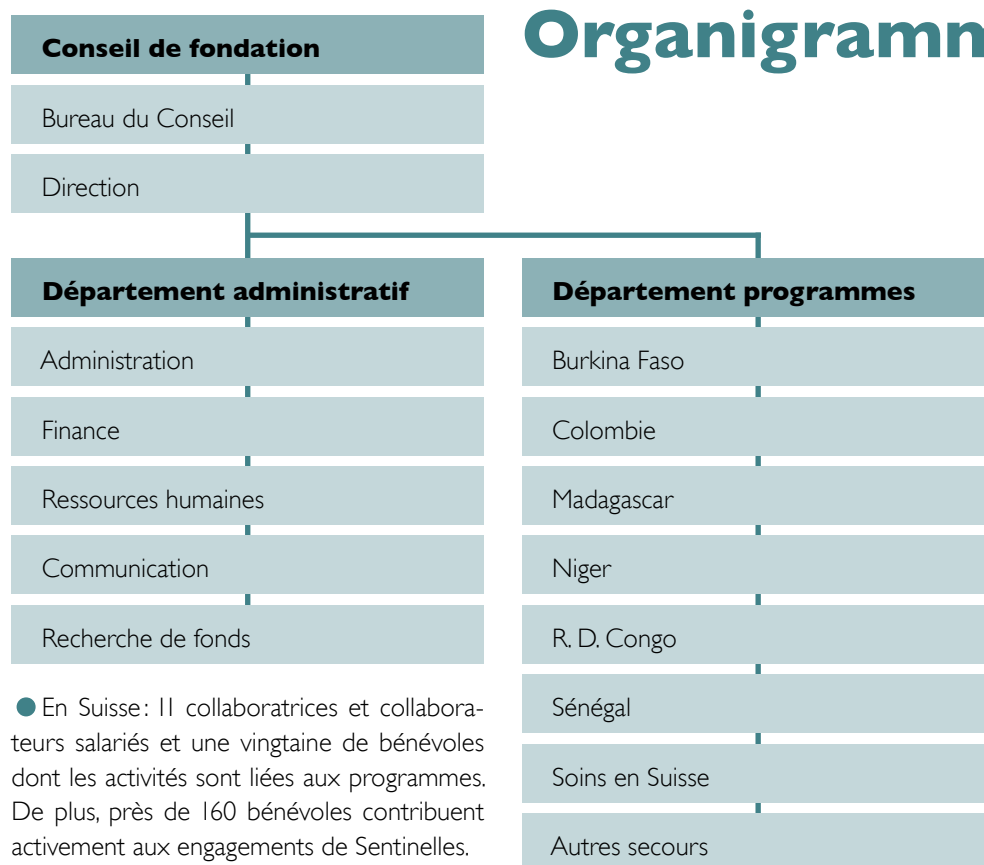 Organigramm
Conseil de fondation
Bureau du Conseil
Direction
Département administratif
Administration
Finance
Ressources humaines
Communication
Recherche de fonds
Département programmes
Burkina Faso
Colombie
Madagascar
Niger
R. D. Congo
Sénégal
Soins en Suisse
Autres secours
● En Suisse : 11 collaboratrices et collabora-
teurs salariés et une vingtaine de bénévoles
dont les activités sont liées aux programmes.
De plus, près de 160 bénévoles contribuent
activement aux engagements de Sentinelles.